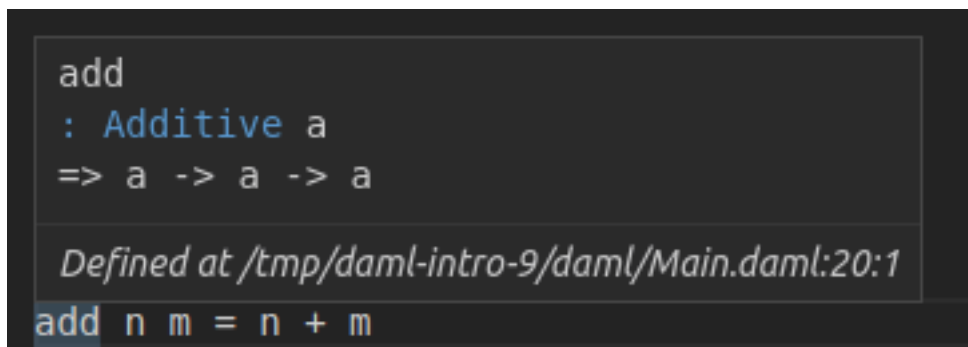 add
: Additive a
=> a -> a -> a
Defined at /tmp/daml-intro-9/daml/Main.daml:20:1
add n m = n + m